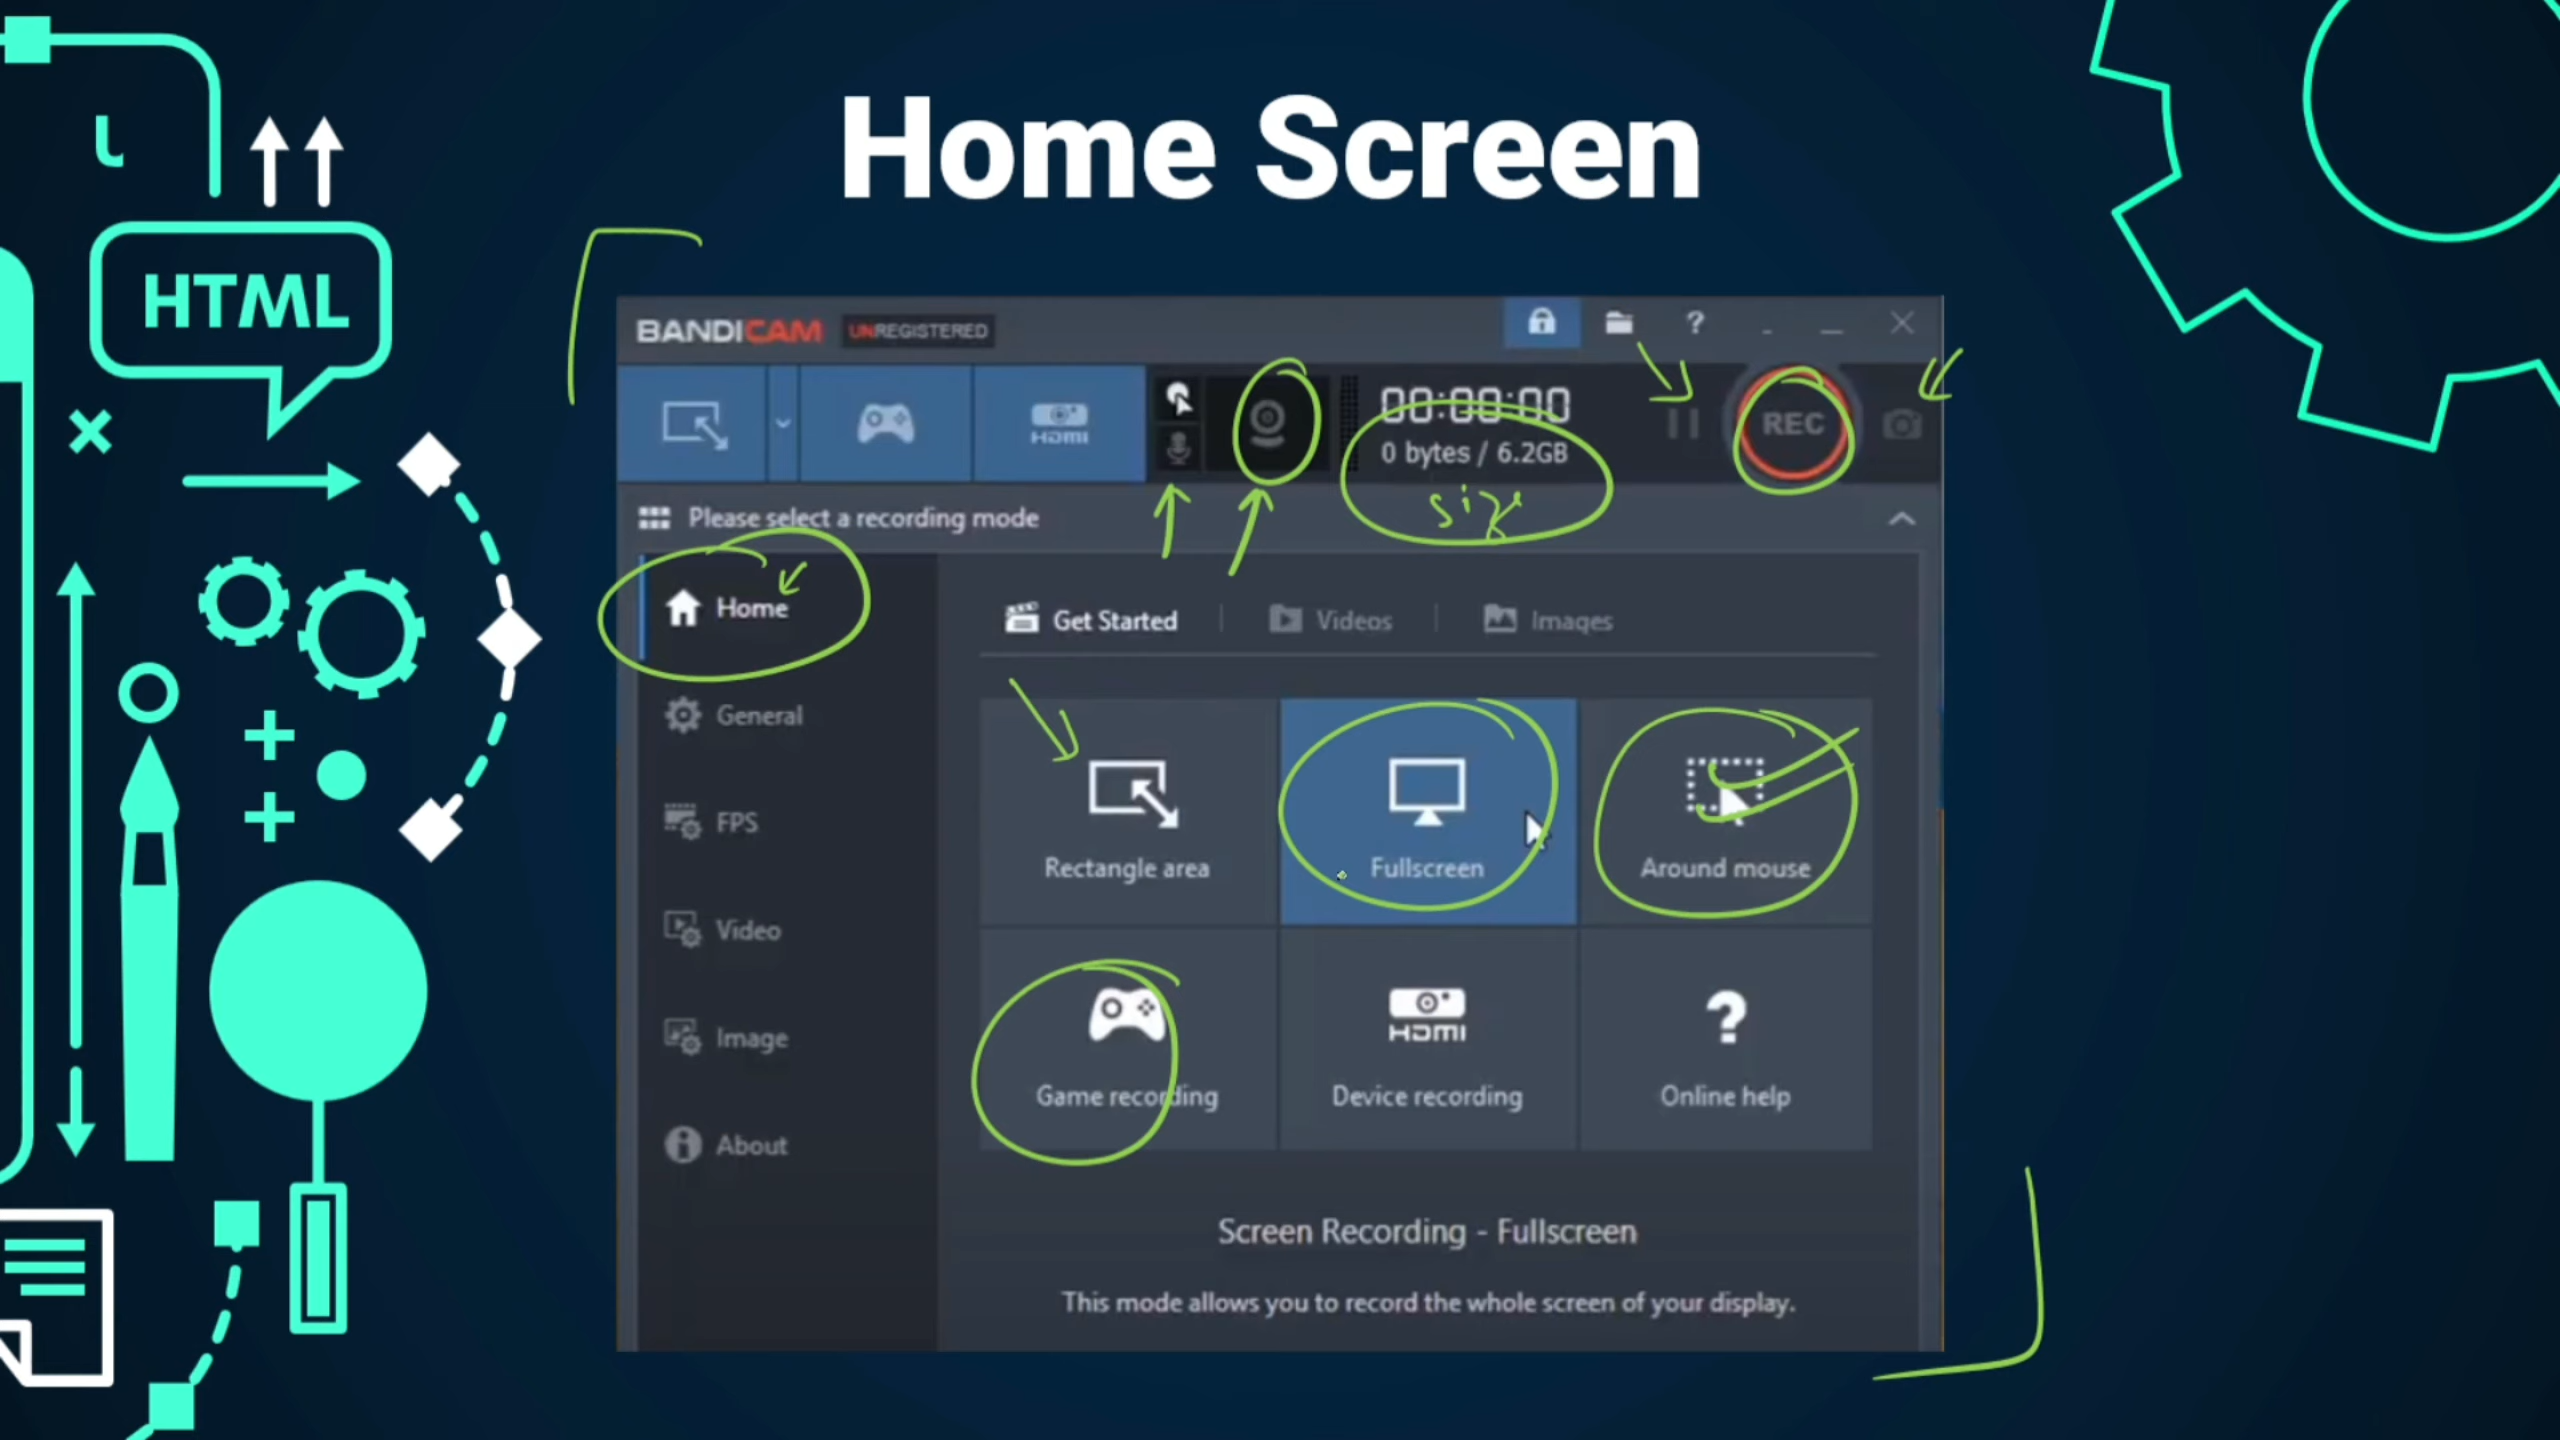 Home Screen
HTML
BANDICAM UNREGISTERED
?
HDMI
00:00:00
0 bytes / 6.2GB
REC
size
Please select a recording mode
Home
General
FPS
Video
Image
About
Get Started
Videos
Images
Rectangle area
Fullscreen
Around mouse
HDMI
?
Game recording
Device recording
Online help
Screen Recording - Fullscreen
This mode allows you to record the whole screen of your display.